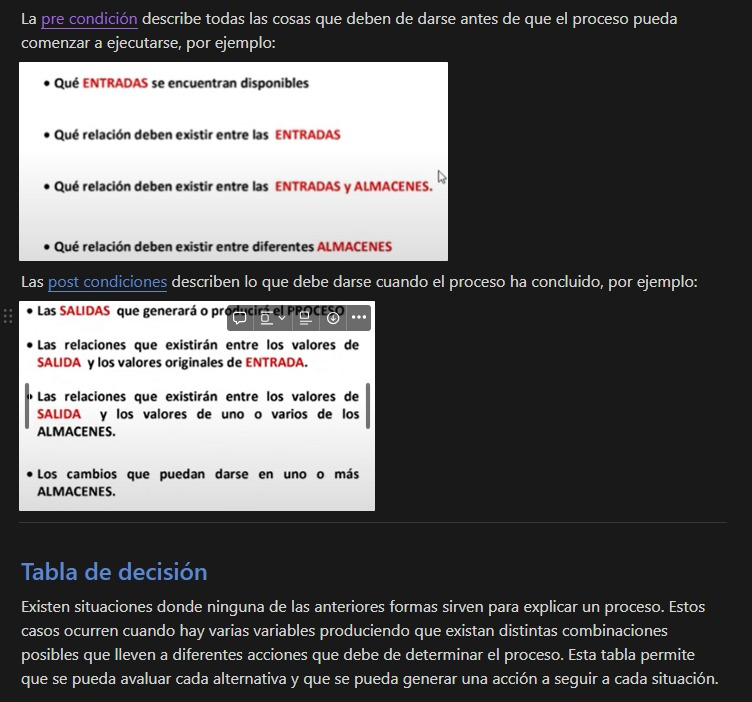 La pre condición describe todas las cosas que deben de darse antes de que el proceso pueda
comenzar a ejecutarse, por ejemplo:
• Qué ENTRADAS se encuentran disponibles
• Qué relación deben existir entre las ENTRADAS
• Qué relación deben existir entre las ENTRADAS y ALMACENES.
• Qué relación deben existir entre diferentes ALMACENES
Las post condiciones describen lo que debe darse cuando el proceso ha concluido, por ejemplo:
• Las SALIDAS que generará o producirá el PROCESO
• Las relaciones que existirán entre los valores de
SALIDA y los valores originales de ENTRADA.
• Las relaciones que existirán entre los valores de
SALIDA y los valores de uno o varios de los
ALMACENES.
• Los cambios que puedan darse en uno o más
ALMACENES.
Tabla de decisión
Existen situaciones donde ninguna de las anteriores formas sirven para explicar un proceso. Estos
casos ocurren cuando hay varias variables produciendo que existan distintas combinaciones
posibles que lleven a diferentes acciones que debe de determinar el proceso. Esta tabla permite
que se pueda evaluar cada alternativa y que se pueda generar una acción a seguir a cada situación.